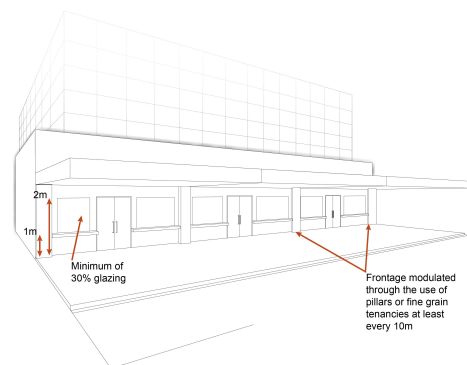 2m
1m
Minimum of
30% glazing
Frontage modulated
through the use of
pillars or fine grain
tenancies at least
every 10m